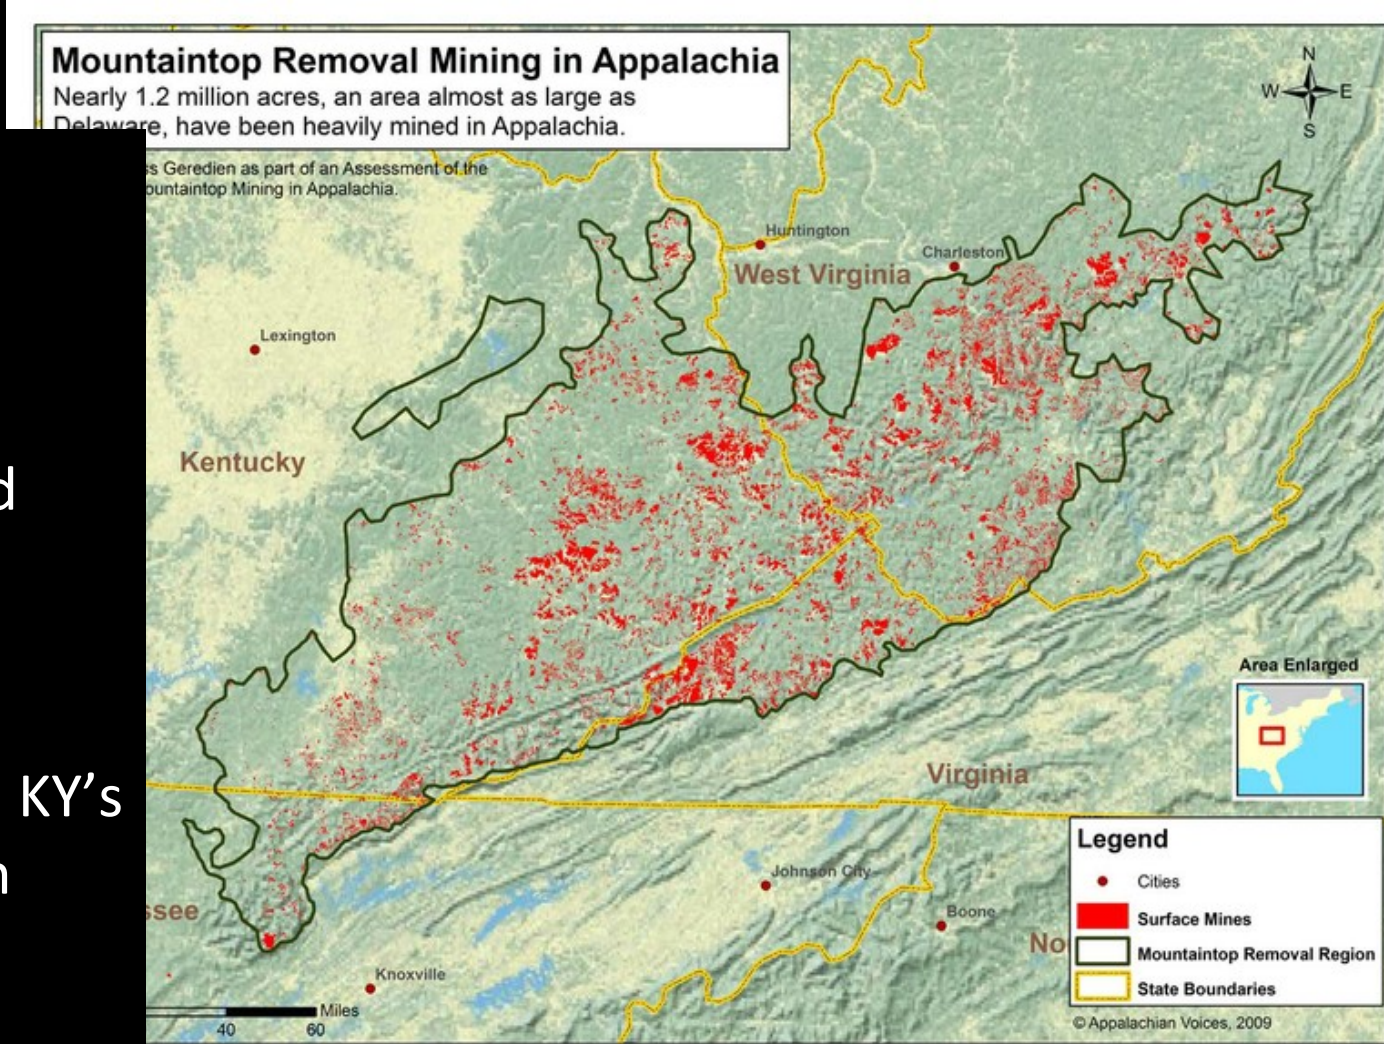 Mountaintop Removal Mining in Appalachia
Nearly 1.2 million acres, an area almost as large as
Delaware, have been heavily mined in Appalachia.
Geredien as part of an Assessment of the
Mining in Appalachia.
N
W E
S
Huntington
Charleston
West Virginia
Lexington
Kentucky
KY's
Area Enlarged
Virginia
Legend
Cities
Surface Mines
Mountaintop Removal Region
State Boundaries
Johnson City
Boone
Knoxville
Miles
40 60
© Appalachian Voices, 2009